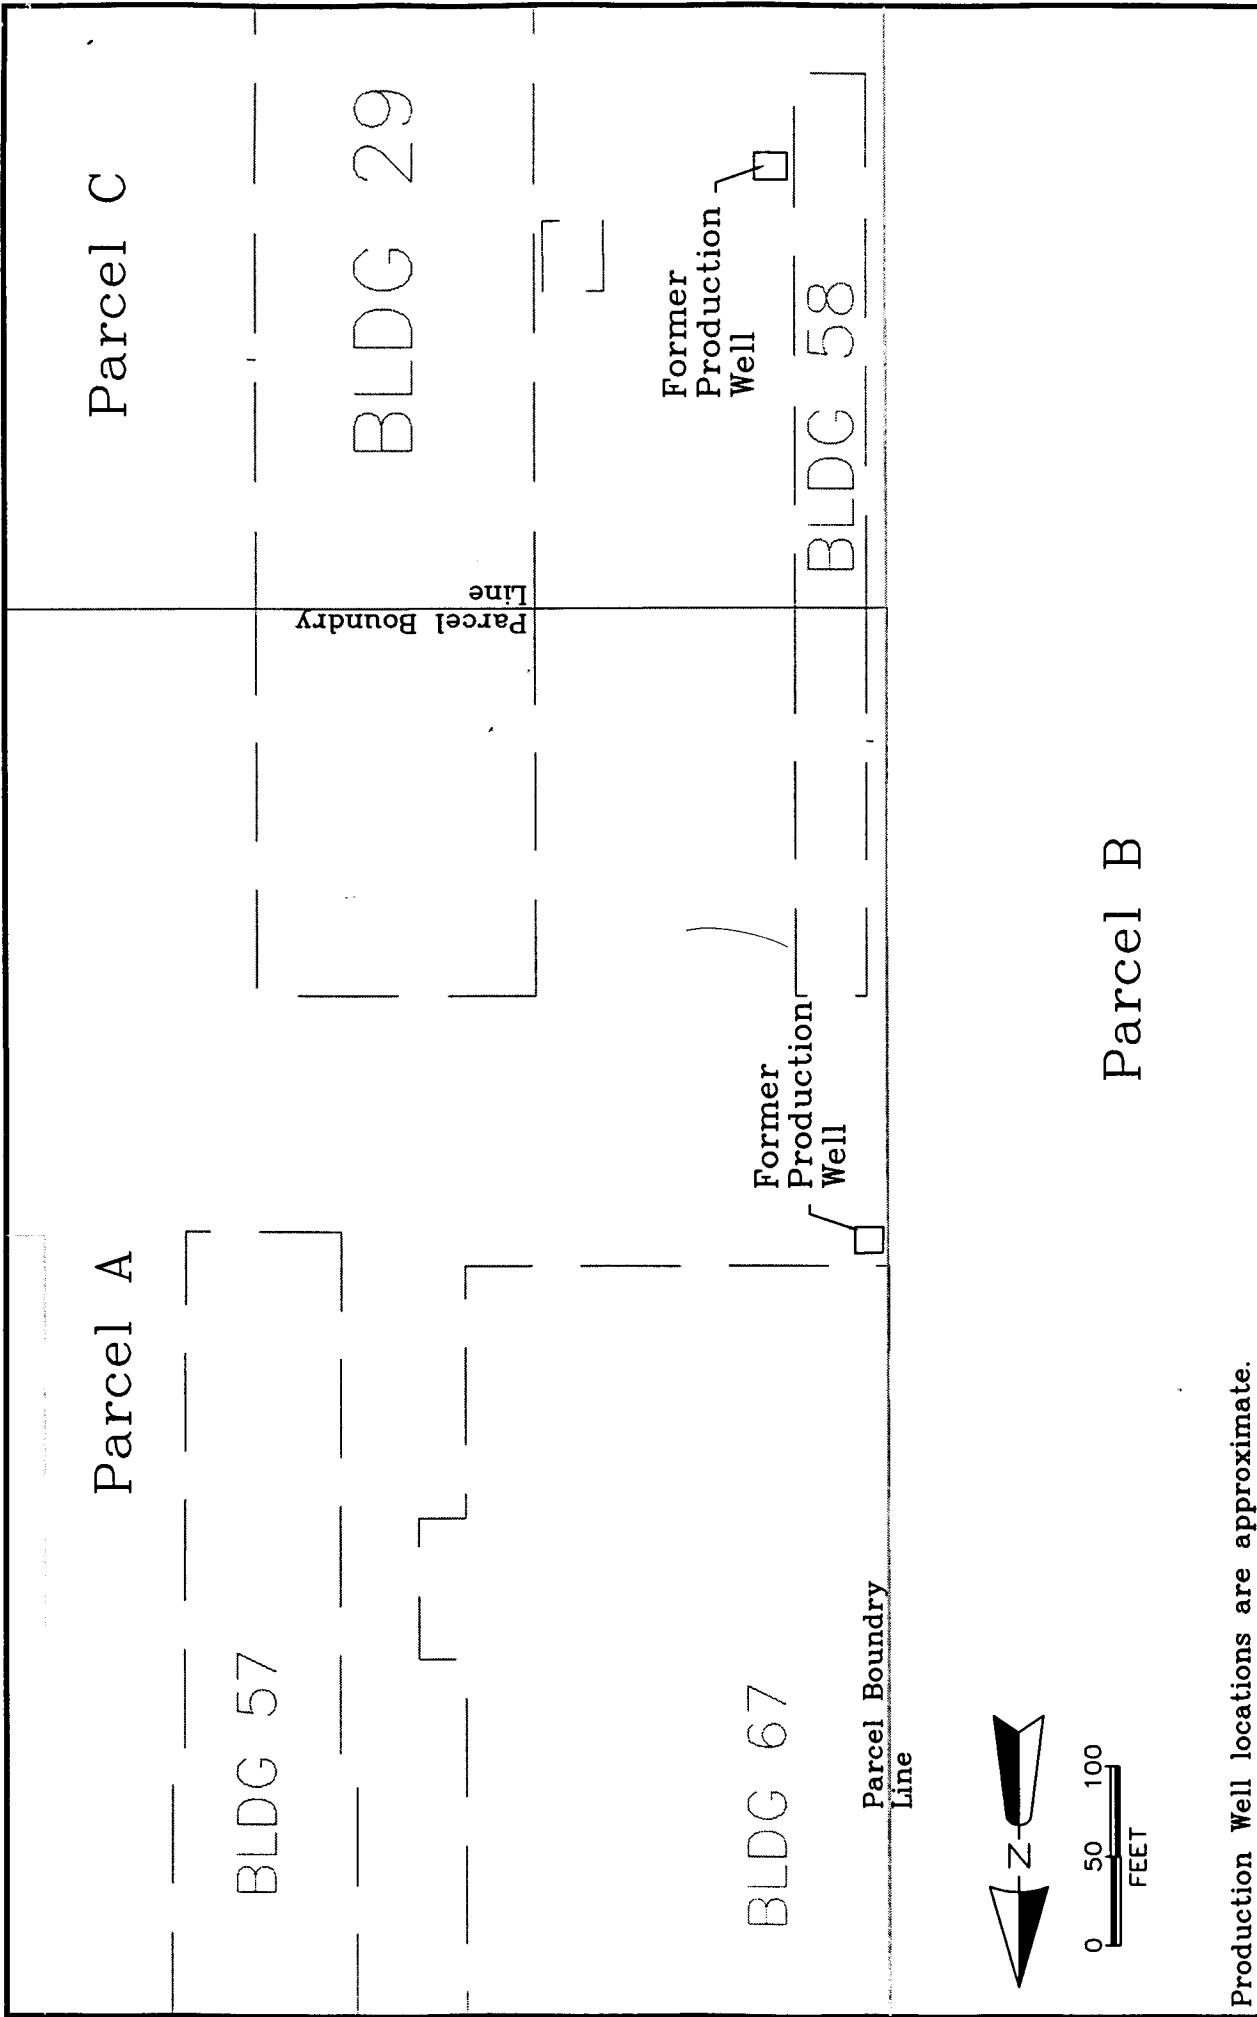 Parcel A
Parcel C
BLDG 57
BLDG 29
Parcel Boundry
Line
Former
Production
Well
Former
Production
Well
BLDG 67
BLDG 58
Parcel Boundry
Line
Parcel B
N
0 50 100
FEET
Production Well locations are approximate.